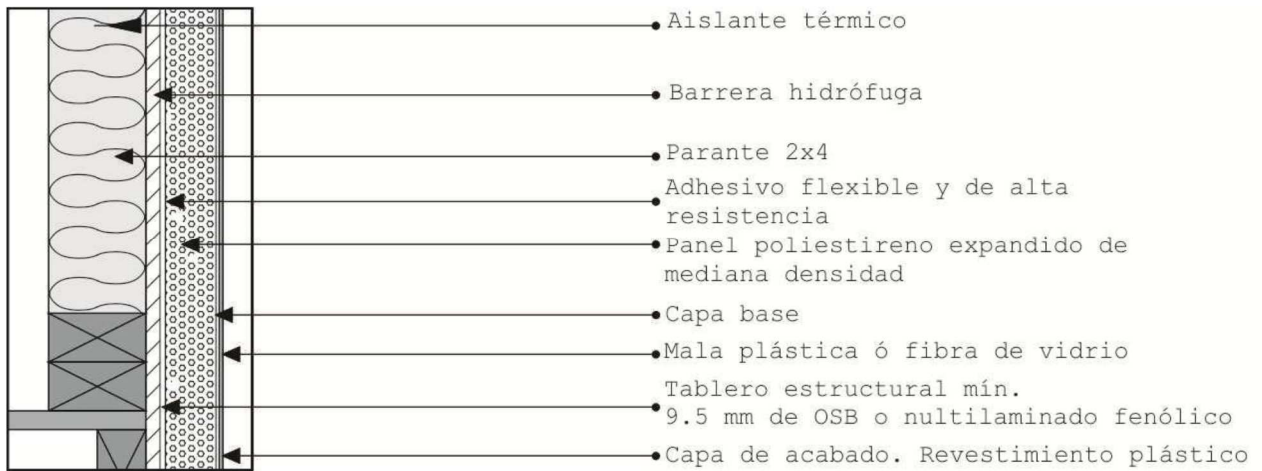 Aislante térmico
Barrera hidrófuga
Parante 2x4
Adhesivo flexible y de alta
resistencia
Panel poliestireno expandido de
mediana densidad
Capa base
Mala plástica ó fibra de vidrio
Tablero estructural mín.
9.5 mm de OSB o nultilaminado fenólico
Capa de acabado. Revestimiento plástico